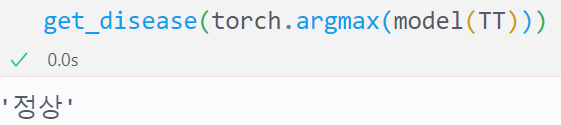 get_disease(torch.argmax(model(TT)))
0.0s
'정상'